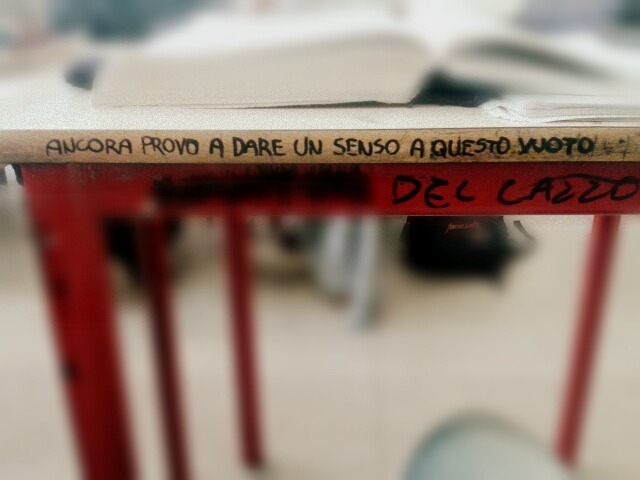 ANCORA PROVO A DARE UN SENSO A QUESTO VUOTO
DEL CAZZO